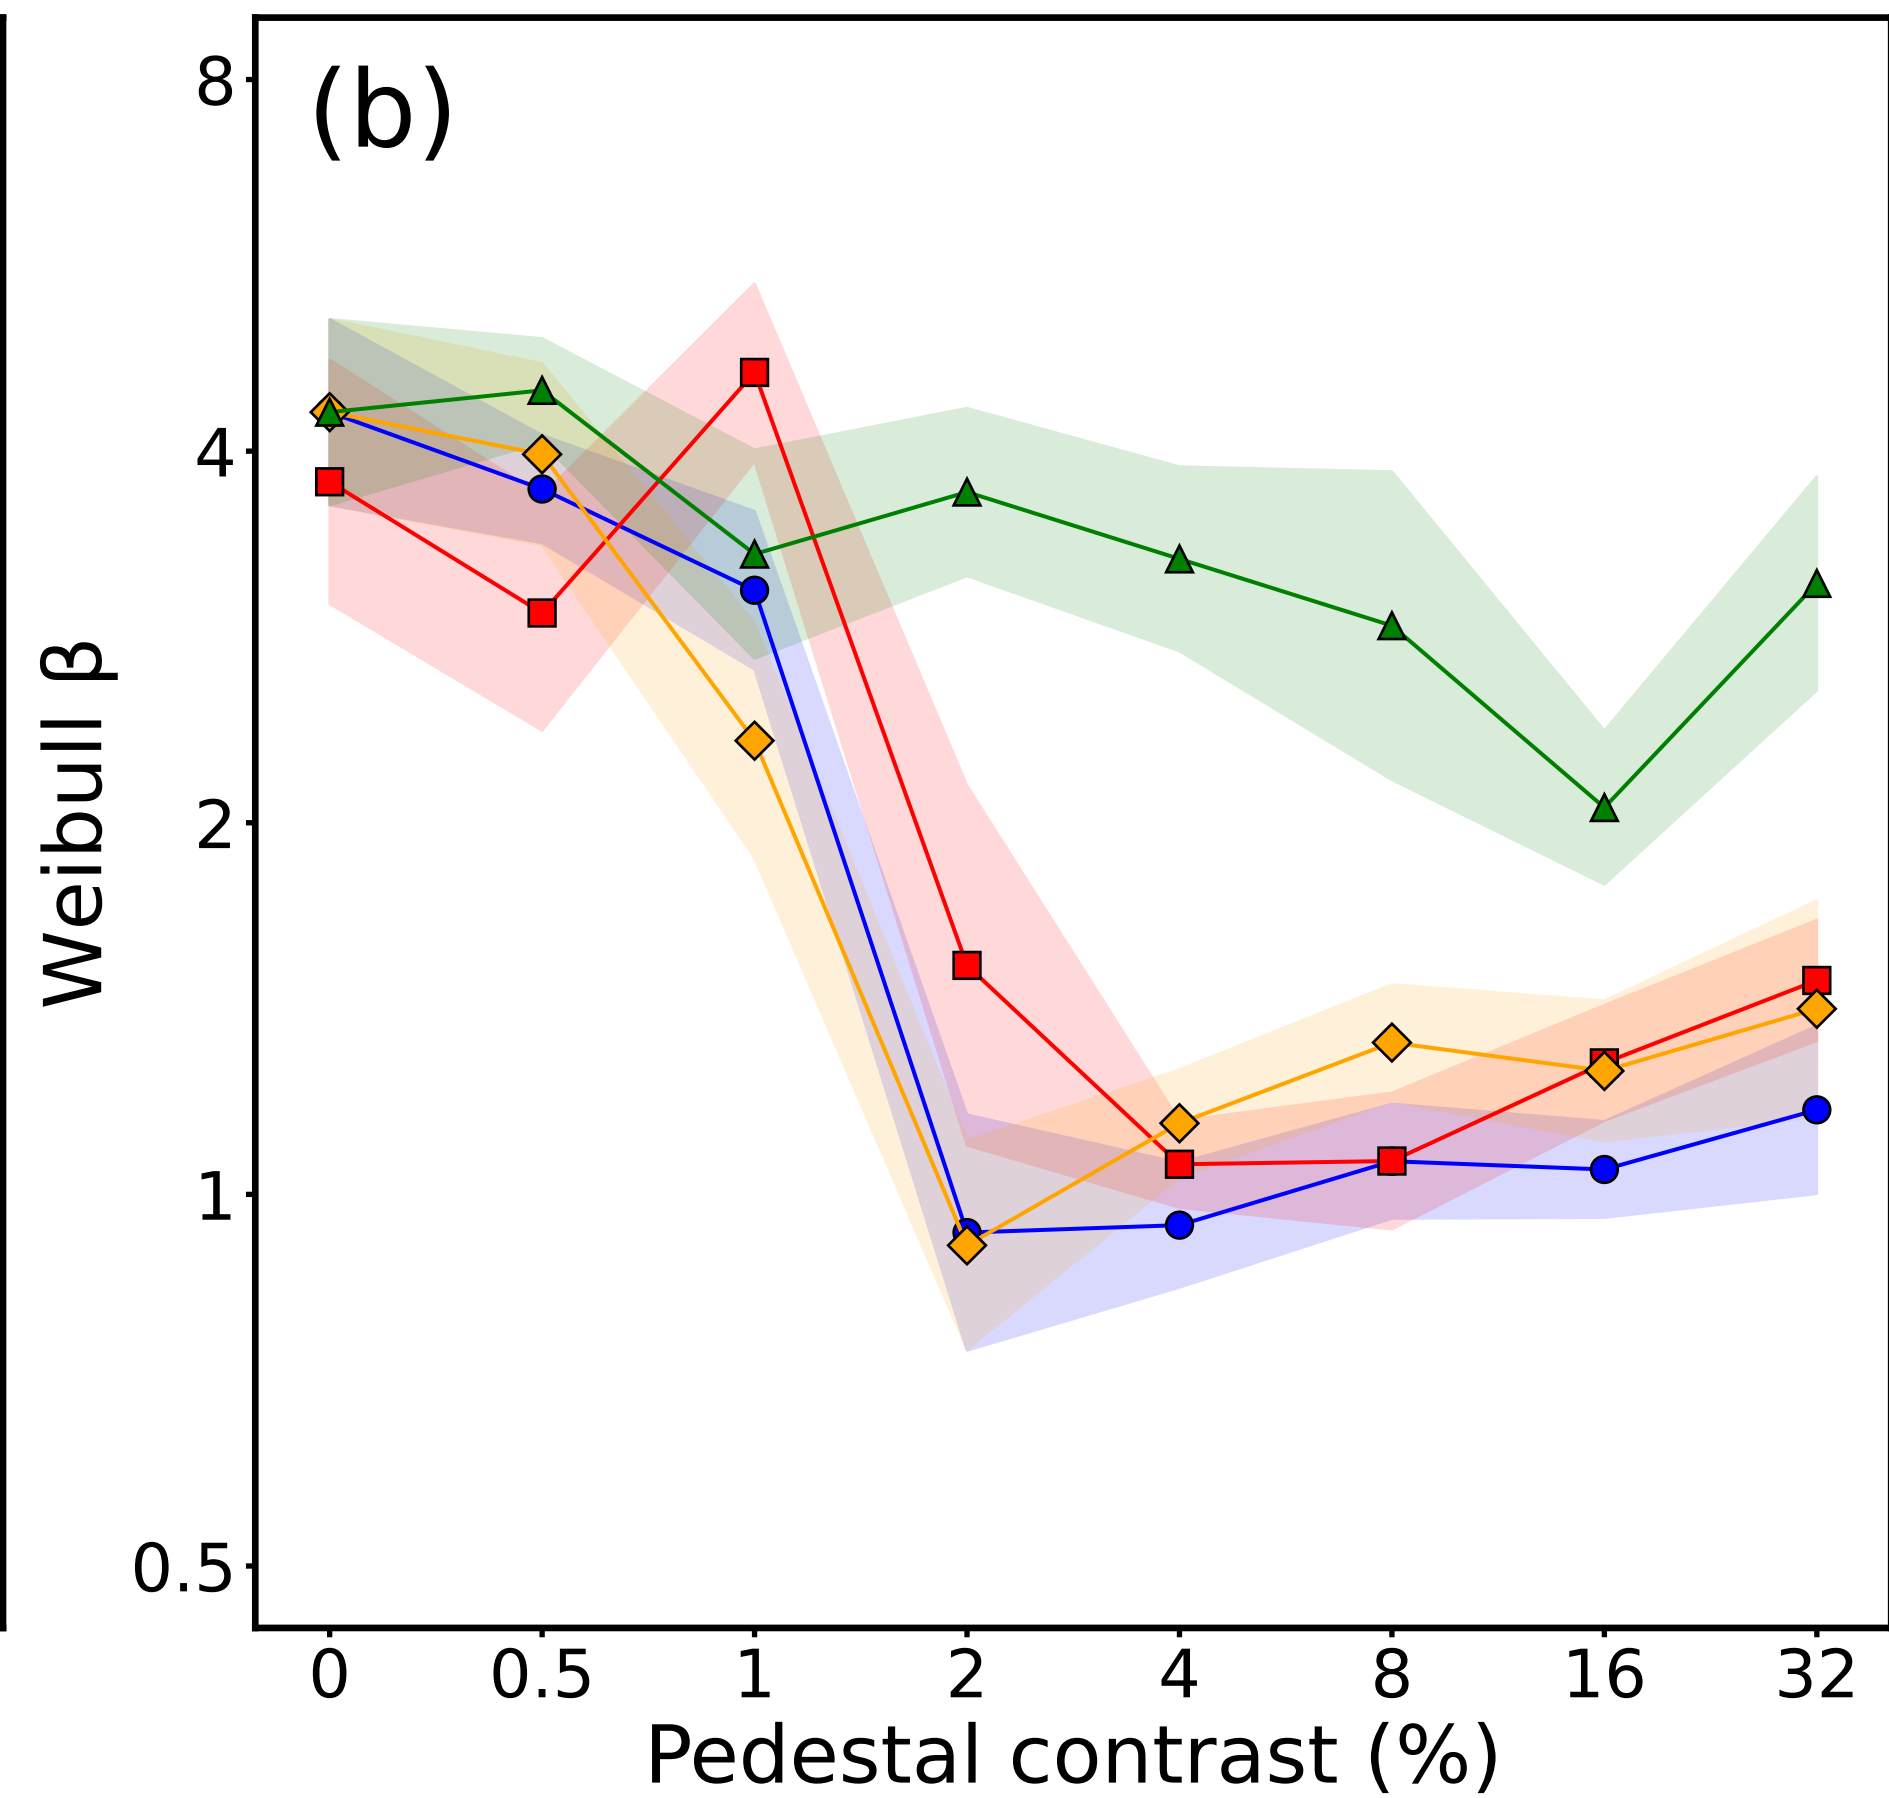 (b)
8
4
2
1
0.5
Weibull β
0 0.5 1 2 4 8 16 32
Pedestal contrast (%)